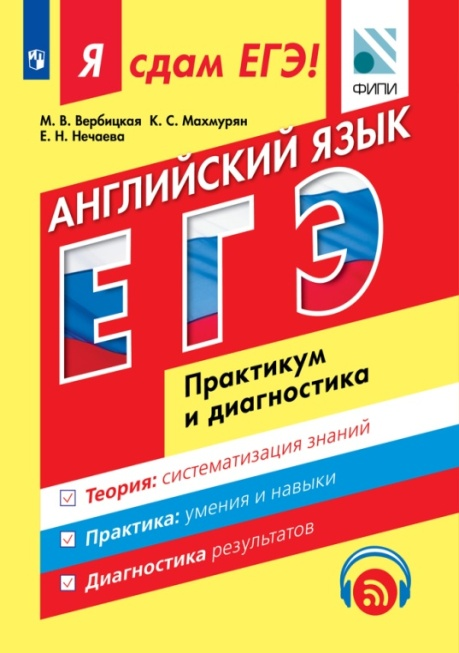 Я сдам ЕГЭ!
ФИПИ
М. В. Вербицкая К. С. Махмурян
Е. Н. Нечаева
АНГЛИЙСКИЙ ЯЗЫК
ЕГЭ
Практикум
и диагностика
Теория: систематизация знаний
Практика: умения и навыки
Диагностика результатов